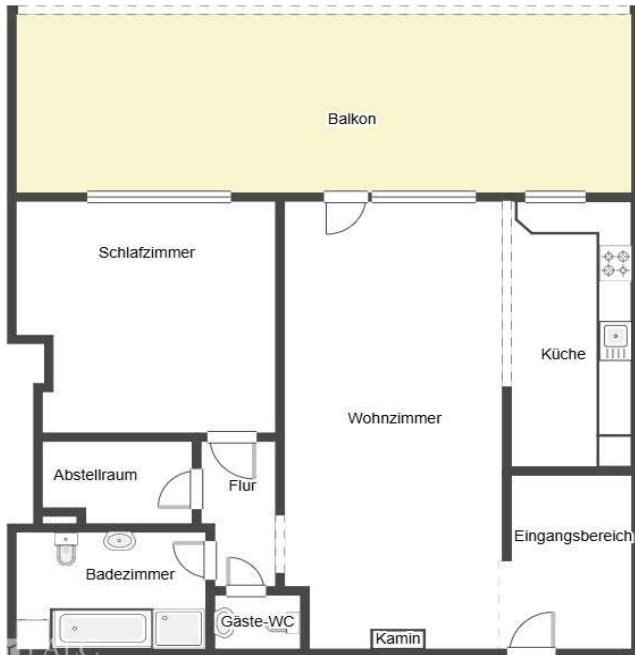 Balkon
Schlafzimmer
Küche
Wohnzimmer
Abstellraum
Flur
Eingangsbereich
Badezimmer
Gäste-WC
Kamin